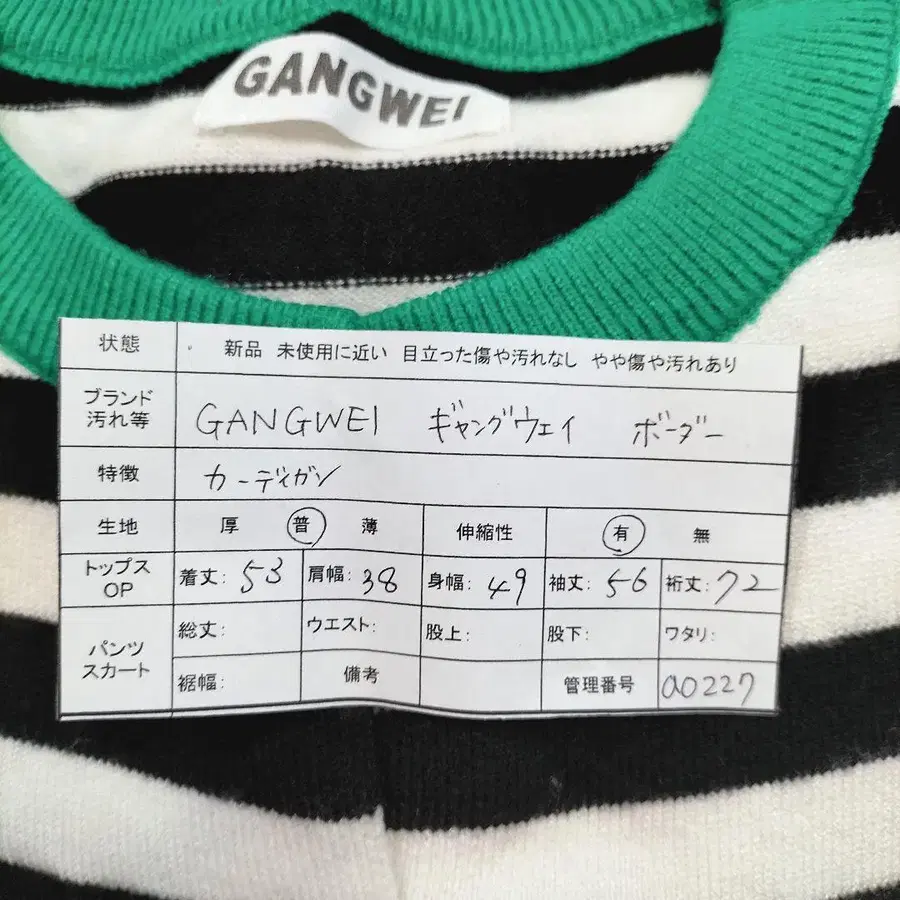 GANGWEI
状態 新品 未使用に近い 目立った傷や汚れなし やや傷や汚れあり
ブランド
汚れ等 GANGWEI ギャングウェイ ボーダー
特徴 カーディガン
生地 厚 普 薄 伸縮性 有 無
トップス
OP 着丈: 53 肩幅: 38 身幅: 49 袖丈: 56 裄丈: 72
パンツ
スカート 総丈: ウエスト: 股上: 股下: ワタリ:
裾幅: 備考 管理番号 a0227